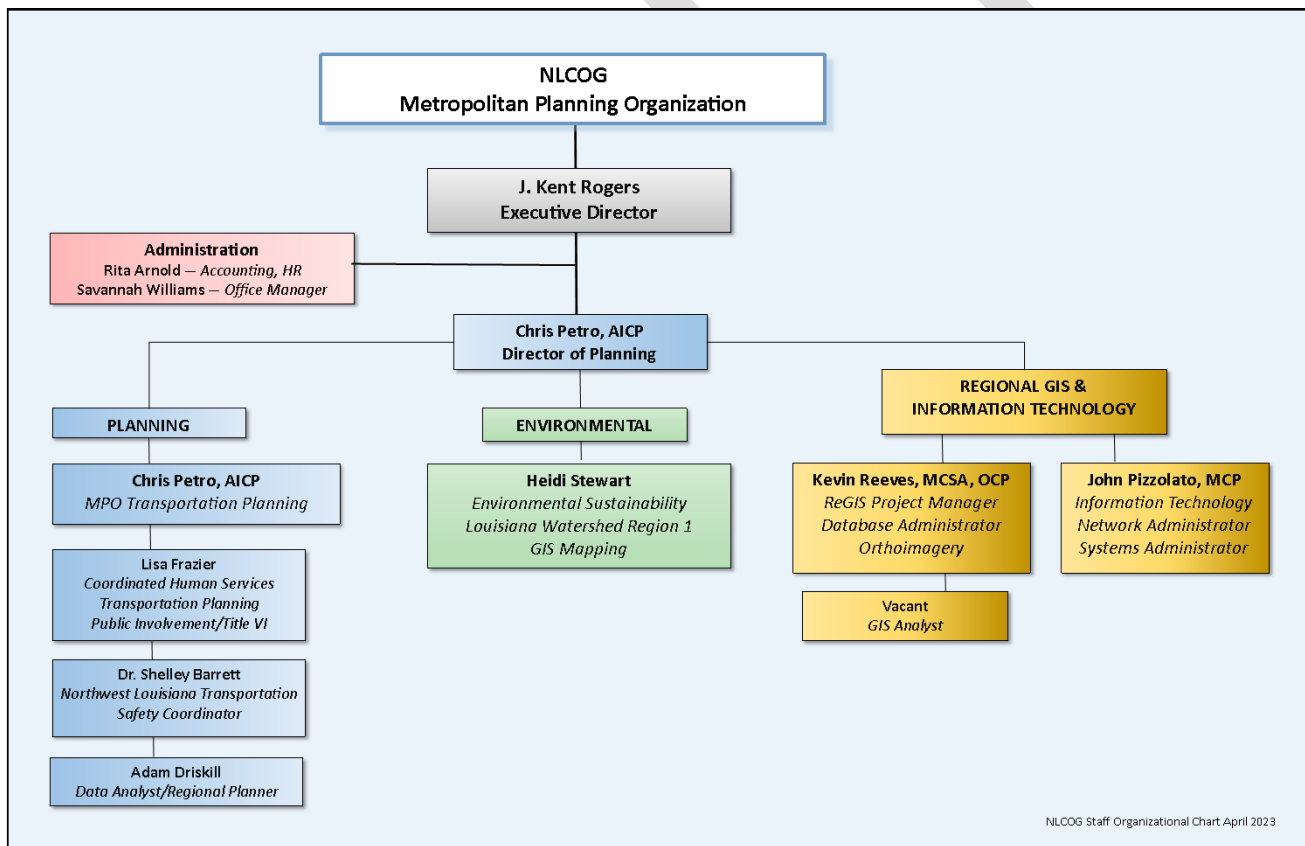 NLCOG
Metropolitan Planning Organization
J. Kent Rogers
Executive Director
Administration
Rita Arnold — Accounting, HR
Savannah Williams — Office Manager
Chris Petro, AICP
Director of Planning
PLANNING
Chris Petro, AICP
MPO Transportation Planning
Lisa Frazier
Coordinated Human Services
Transportation Planning
Public Involvement/Title VI
Dr. Shelley Barrett
Northwest Louisiana Transportation
Safety Coordinator
Adam Driskill
Data Analyst/Regional Planner
ENVIRONMENTAL
Heidi Stewart
Environmental Sustainability
Louisiana Watershed Region 1
GIS Mapping
REGIONAL GIS &
INFORMATION TECHNOLOGY
Kevin Reeves, MCSA, OCP
ReGIS Project Manager
Database Administrator
Orthoimagery
Vacant
GIS Analyst
John Pizzolato, MCP
Information Technology
Network Administrator
Systems Administrator
NLCOG Staff Organizational Chart April 2023